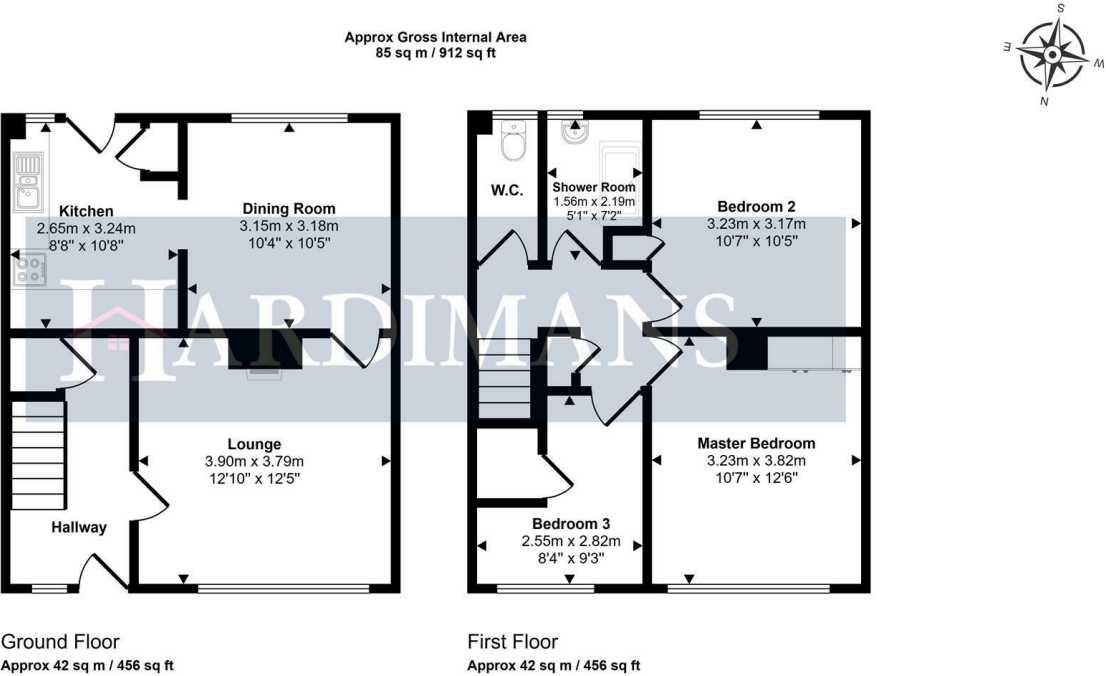 Approx Gross Internal Area
85 sq m / 912 sq ft
S
E
W
N
Kitchen
2.65m x 3.24m
8'8" x 10'8"
Dining Room
3.15m x 3.18m
10'4" x 10'5"
W.C.
Shower Room
1.56m x 2.19m
5'1" x 7'2"
Bedroom 2
3.23m x 3.17m
10'7" x 10'5"
HARDIMANS
Lounge
3.90m x 3.79m
12'10" x 12'5"
Hallway
Master Bedroom
3.23m x 3.82m
10'7" x 12'6"
Bedroom 3
2.55m x 2.82m
8'4" x 9'3"
Ground Floor
Approx 42 sq m / 456 sq ft
First Floor
Approx 42 sq m / 456 sq ft